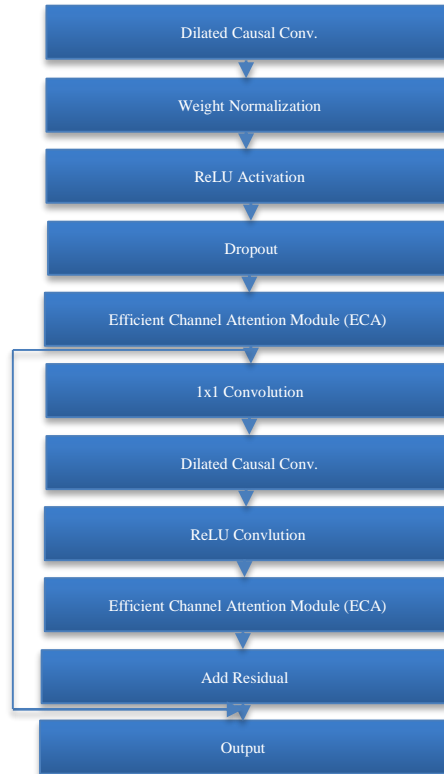 Dilated Causal Conv.
Weight Normalization
ReLU Activation
Dropout
Efficient Channel Attention Module (ECA)
1x1 Convolution
Dilated Causal Conv.
ReLU Convlution
Efficient Channel Attention Module (ECA)
Add Residual
Output